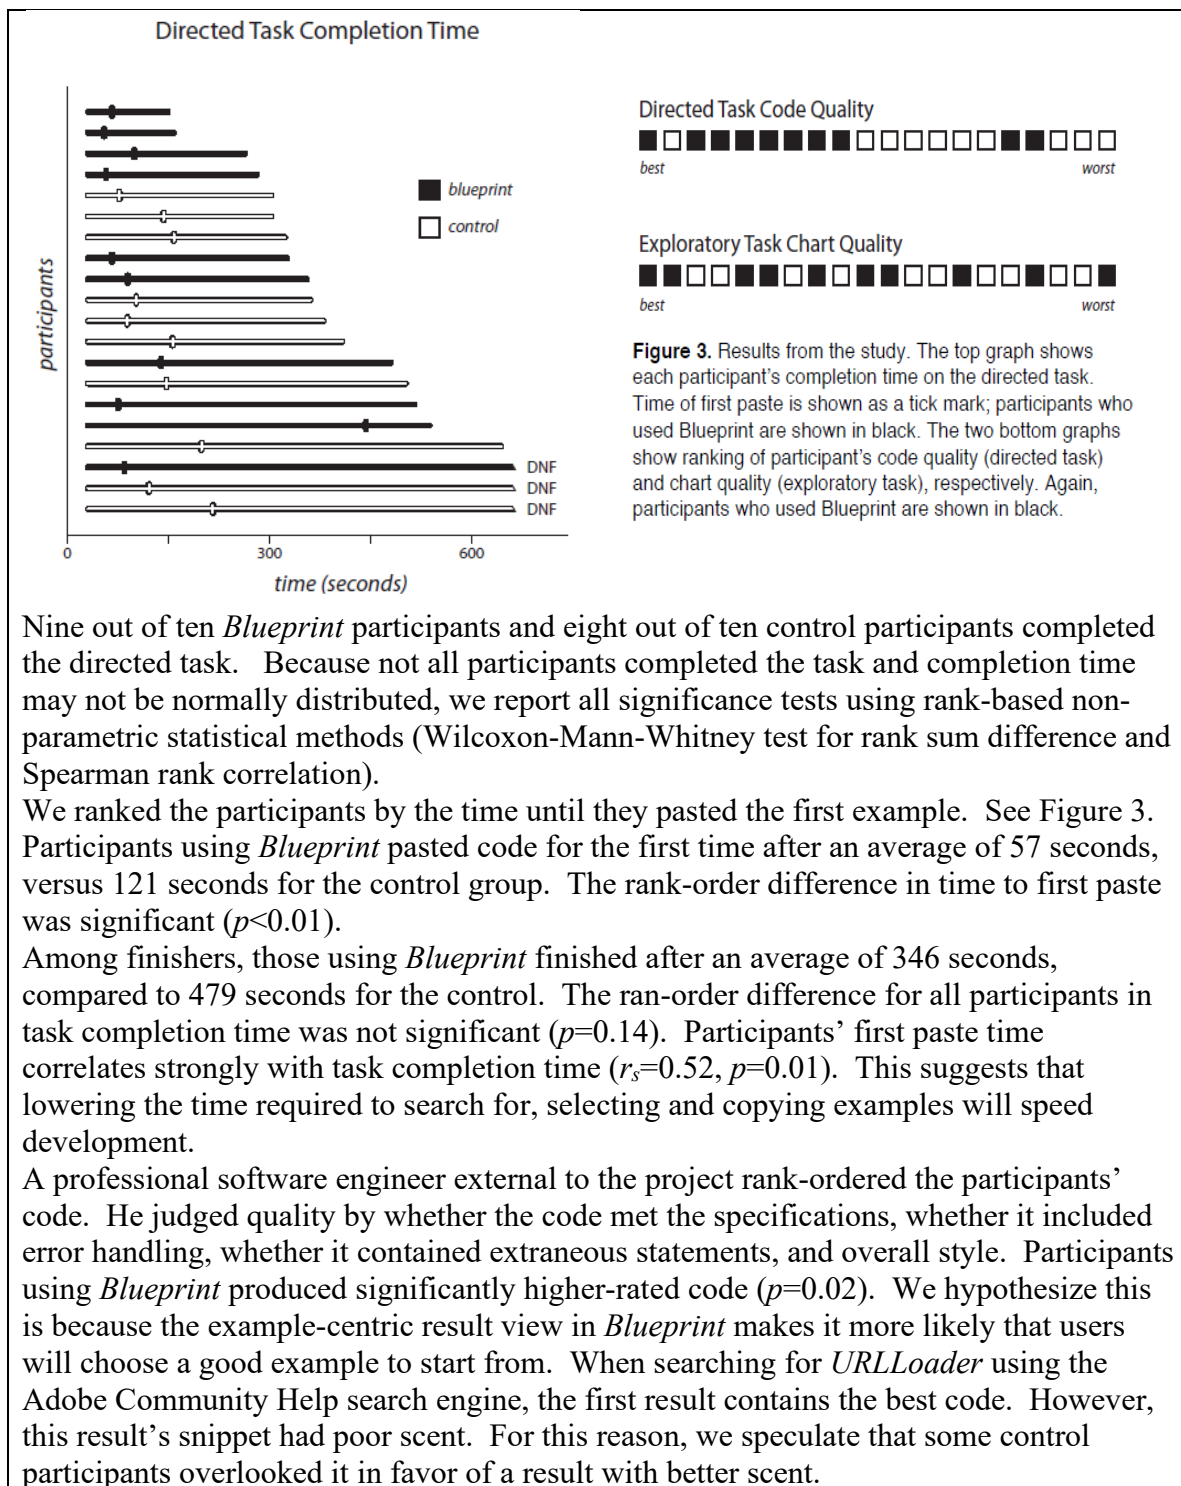 Directed Task Completion Time
participants
blueprint
control
DNF
DNF
DNF
0 300 600
time (seconds)
Directed Task Code Quality
best worst
Exploratory Task Chart Quality
best worst
Figure 3. Results from the study. The top graph shows
each participant's completion time on the directed task.
Time of first paste is shown as a tick mark; participants who
used Blueprint are shown in black. The two bottom graphs
show ranking of participant's code quality (directed task)
and chart quality (exploratory task), respectively. Again,
participants who used Blueprint are shown in black.
Nine out of ten Blueprint participants and eight out of ten control participants completed
the directed task. Because not all participants completed the task and completion time
may not be normally distributed, we report all significance tests using rank-based non-
parametric statistical methods (Wilcoxon-Mann-Whitney test for rank sum difference and
Spearman rank correlation).
We ranked the participants by the time until they pasted the first example. See Figure 3.
Participants using Blueprint pasted code for the first time after an average of 57 seconds,
versus 121 seconds for the control group. The rank-order difference in time to first paste
was significant (p<0.01).
Among finishers, those using Blueprint finished after an average of 346 seconds,
compared to 479 seconds for the control. The ran-order difference for all participants in
task completion time was not significant (p=0.14). Participants' first paste time
correlates strongly with task completion time (rs=0.52, p=0.01). This suggests that
lowering the time required to search for, selecting and copying examples will speed
development.
A professional software engineer external to the project rank-ordered the participants'
code. He judged quality by whether the code met the specifications, whether it included
error handling, whether it contained extraneous statements, and overall style. Participants
using Blueprint produced significantly higher-rated code (p=0.02). We hypothesize this
is because the example-centric result view in Blueprint makes it more likely that users
will choose a good example to start from. When searching for URLLoader using the
Adobe Community Help search engine, the first result contains the best code. However,
this result's snippet had poor scent. For this reason, we speculate that some control
participants overlooked it in favor of a result with better scent.